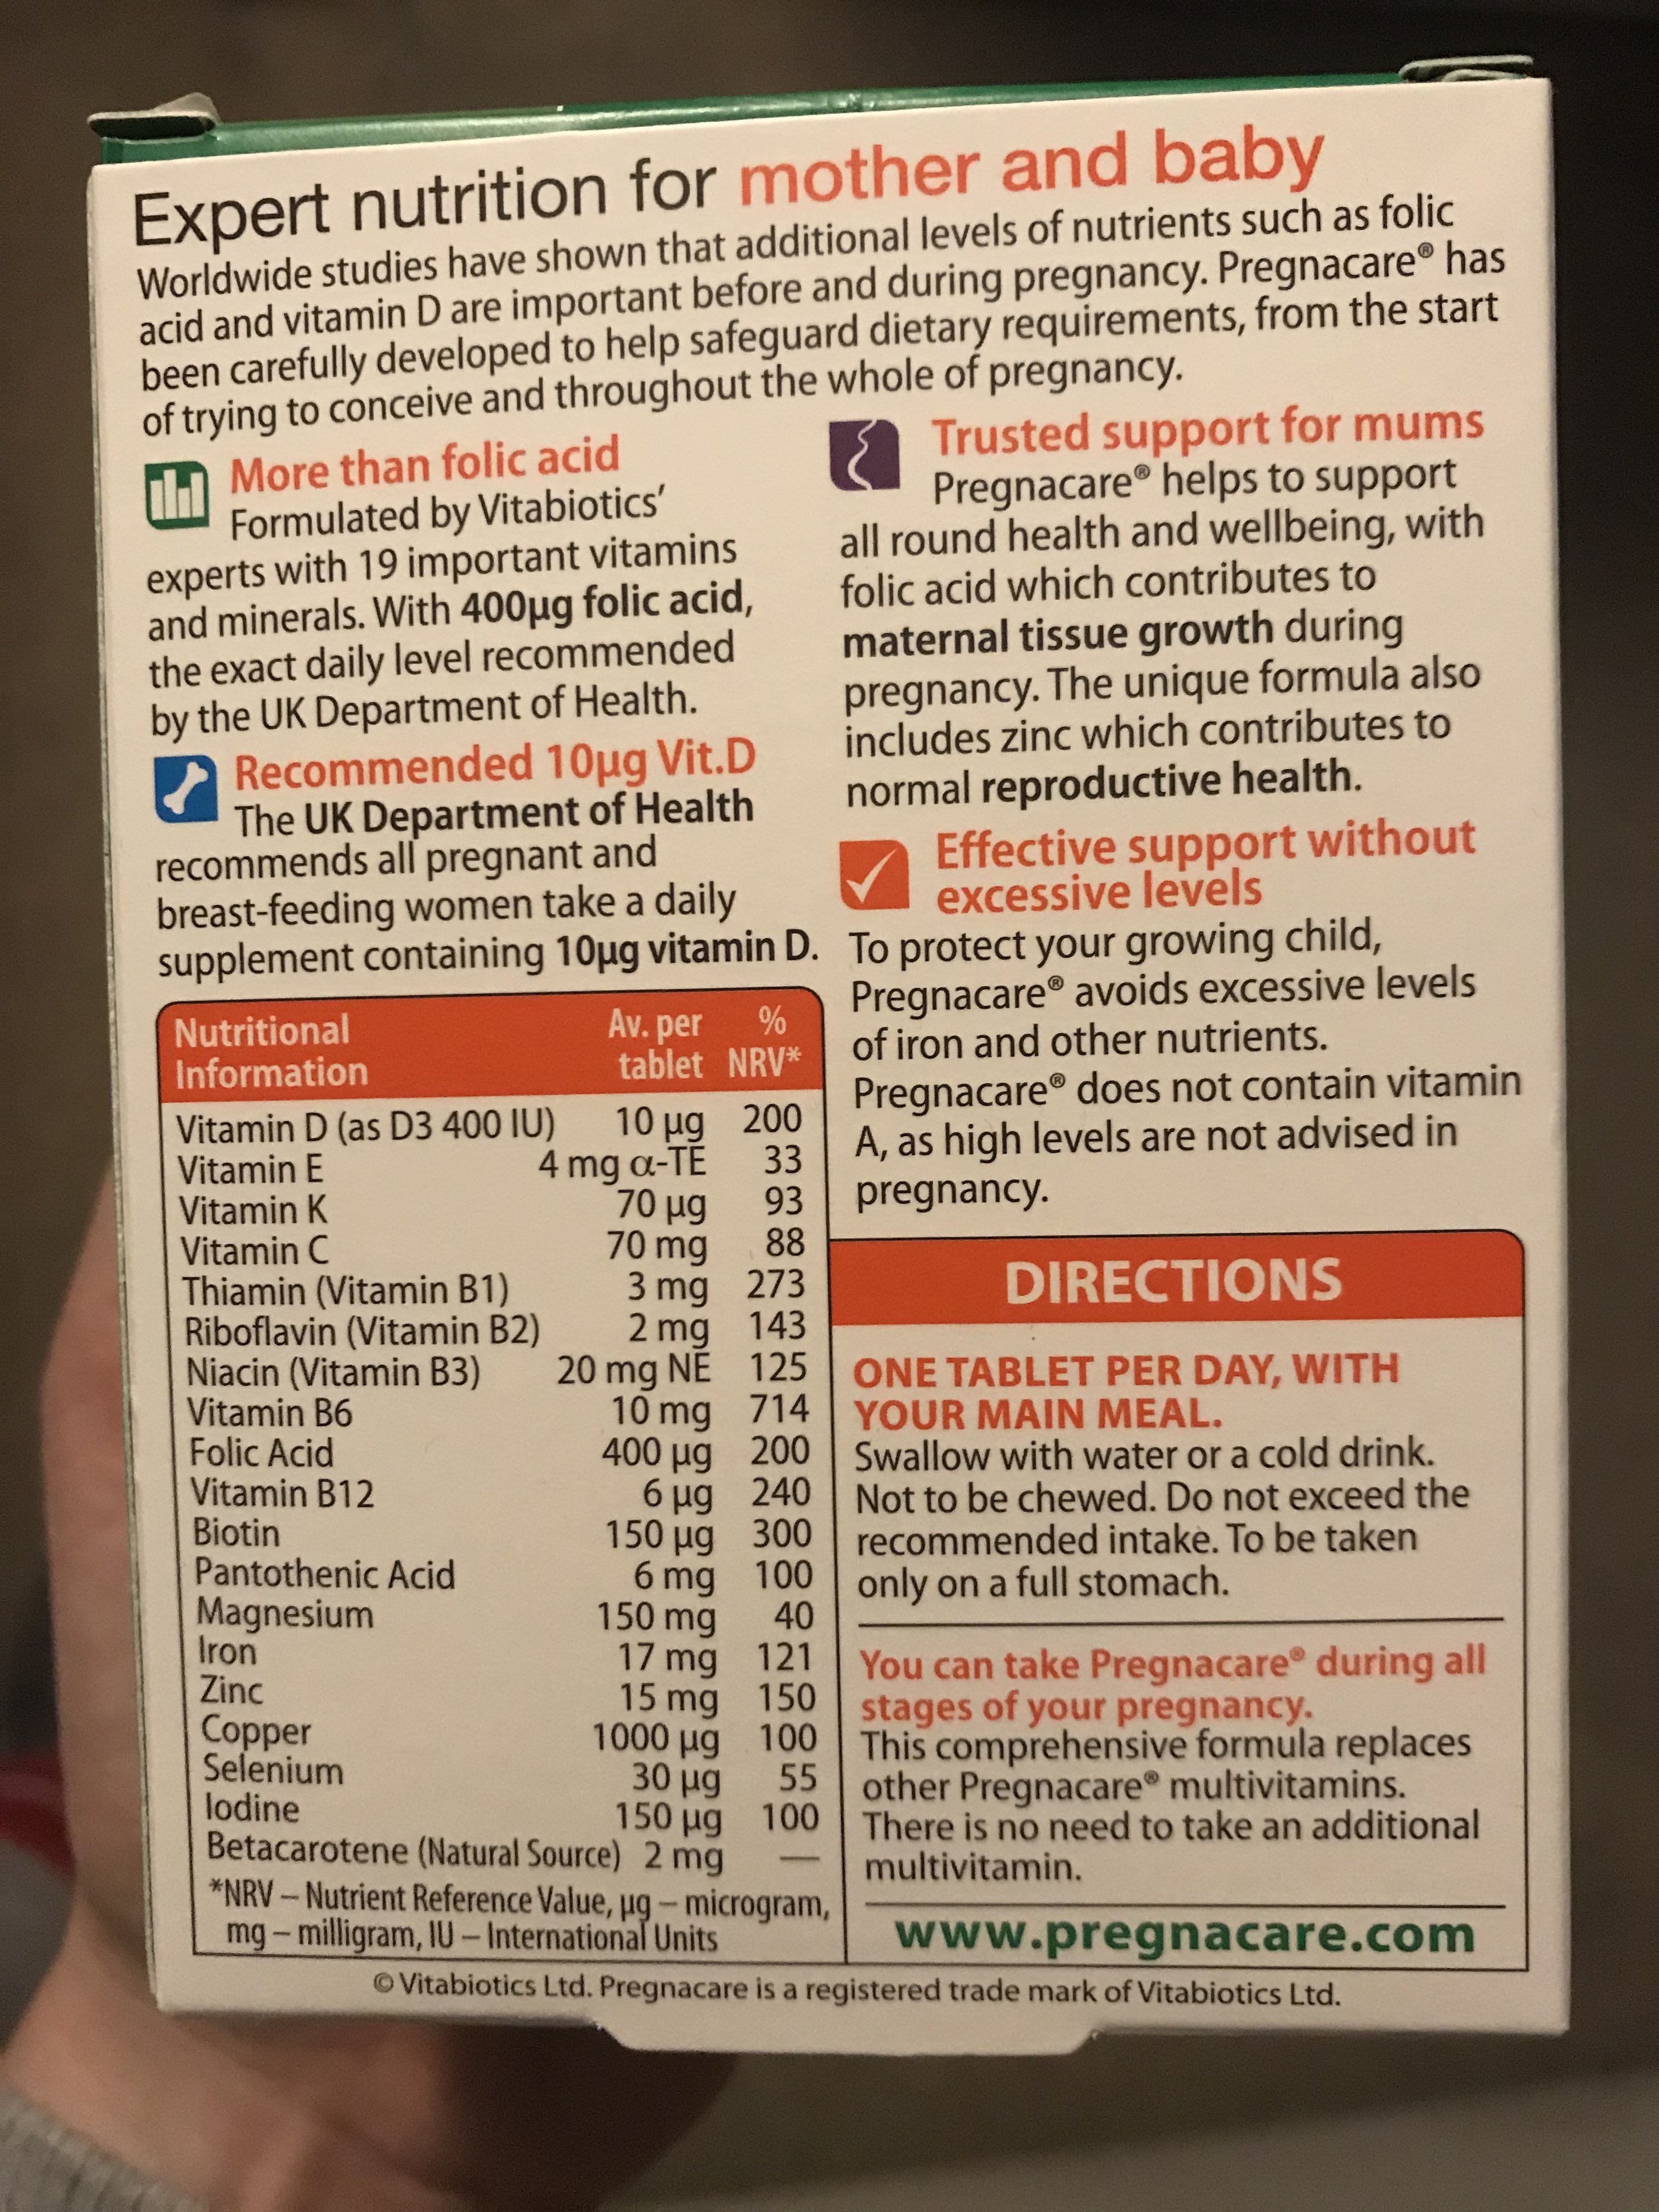 Expert nutrition for mother and baby
Worldwide studies have shown that additional levels of nutrients such as folic
acid and vitamin D are important before and during pregnancy. Pregnacare® has
been carefully developed to help safeguard dietary requirements, from the start
of trying to conceive and throughout the whole of pregnancy.
More than folic acid
Formulated by Vitabiotics’
experts with 19 important vitamins
and minerals. With 400µg folic acid,
the exact daily level recommended
by the UK Department of Health.
Recommended 10µg Vit.D
The UK Department of Health
recommends all pregnant and
breast-feeding women take a daily
supplement containing 10µg vitamin D.
Nutritional Information Av. per tablet % NRV*
Vitamin D (as D3 400 IU) 10 µg 200
Vitamin E 4 mg α-TE 33
Vitamin K 70 µg 93
Vitamin C 70 mg 88
Thiamin (Vitamin B1) 3 mg 273
Riboflavin (Vitamin B2) 2 mg 143
Niacin (Vitamin B3) 20 mg NE 125
Vitamin B6 10 mg 714
Folic Acid 400 µg 200
Vitamin B12 6 µg 240
Biotin 150 µg 300
Pantothenic Acid 6 mg 100
Magnesium 150 mg 40
Iron 17 mg 121
Zinc 15 mg 150
Copper 1000 µg 100
Selenium 30 µg 55
Iodine 150 µg 100
Betacarotene (Natural Source) 2 mg —
*NRV – Nutrient Reference Value, µg – microgram,
mg – milligram, IU – International Units
Trusted support for mums
Pregnacare® helps to support
all round health and wellbeing, with
folic acid which contributes to
maternal tissue growth during
pregnancy. The unique formula also
includes zinc which contributes to
normal reproductive health.
Effective support without
excessive levels
To protect your growing child,
Pregnacare® avoids excessive levels
of iron and other nutrients.
Pregnacare® does not contain vitamin
A, as high levels are not advised in
pregnancy.
DIRECTIONS
ONE TABLET PER DAY, WITH
YOUR MAIN MEAL.
Swallow with water or a cold drink.
Not to be chewed. Do not exceed the
recommended intake. To be taken
only on a full stomach.
You can take Pregnacare® during all
stages of your pregnancy.
This comprehensive formula replaces
other Pregnacare® multivitamins.
There is no need to take an additional
multivitamin.
www.pregnacare.com
© Vitabiotics Ltd. Pregnacare is a registered trade mark of Vitabiotics Ltd.